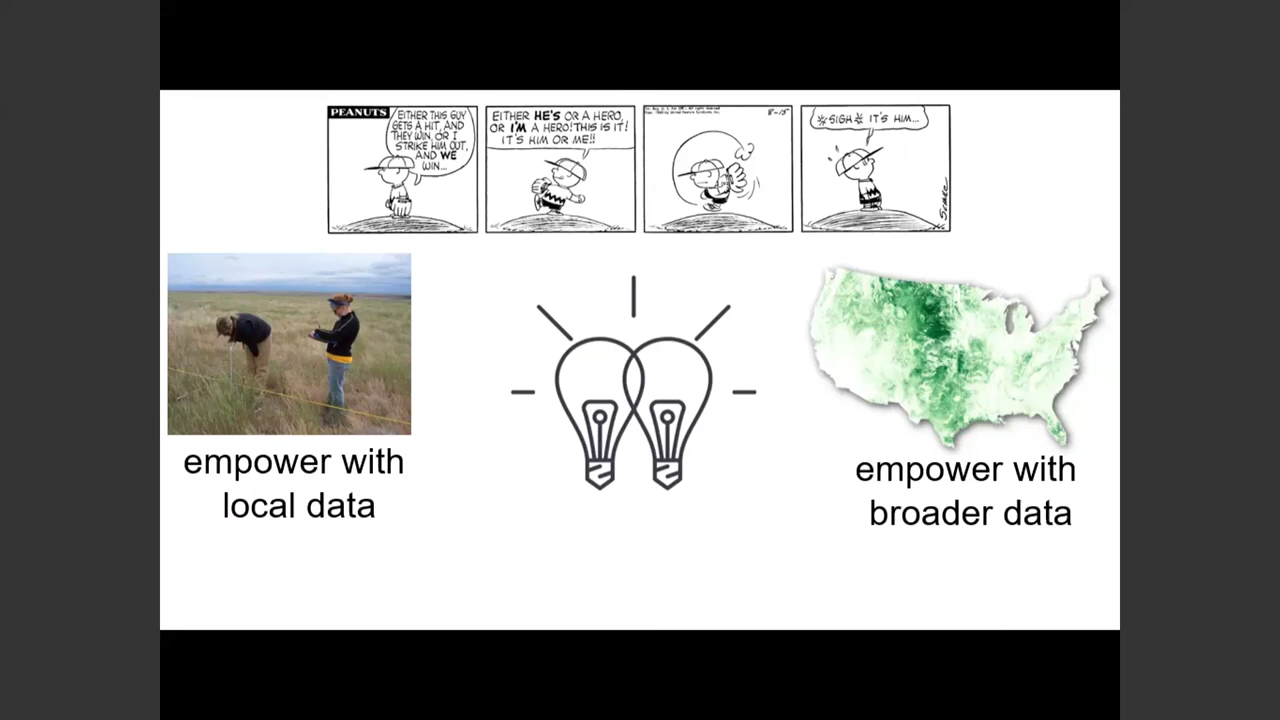 PEANUTS
EITHER THIS GUY
GETS A HIT, AND
THEY WIN, OR I
STRIKE HIM OUT,
AND WE
WIN...
EITHER HE'S OR A HERO,
OR I'M A HERO! THIS IS IT!
IT'S HIM OR ME!!
8-15
*SIGH* IT'S HIM...
empower with
local data
empower with
broader data